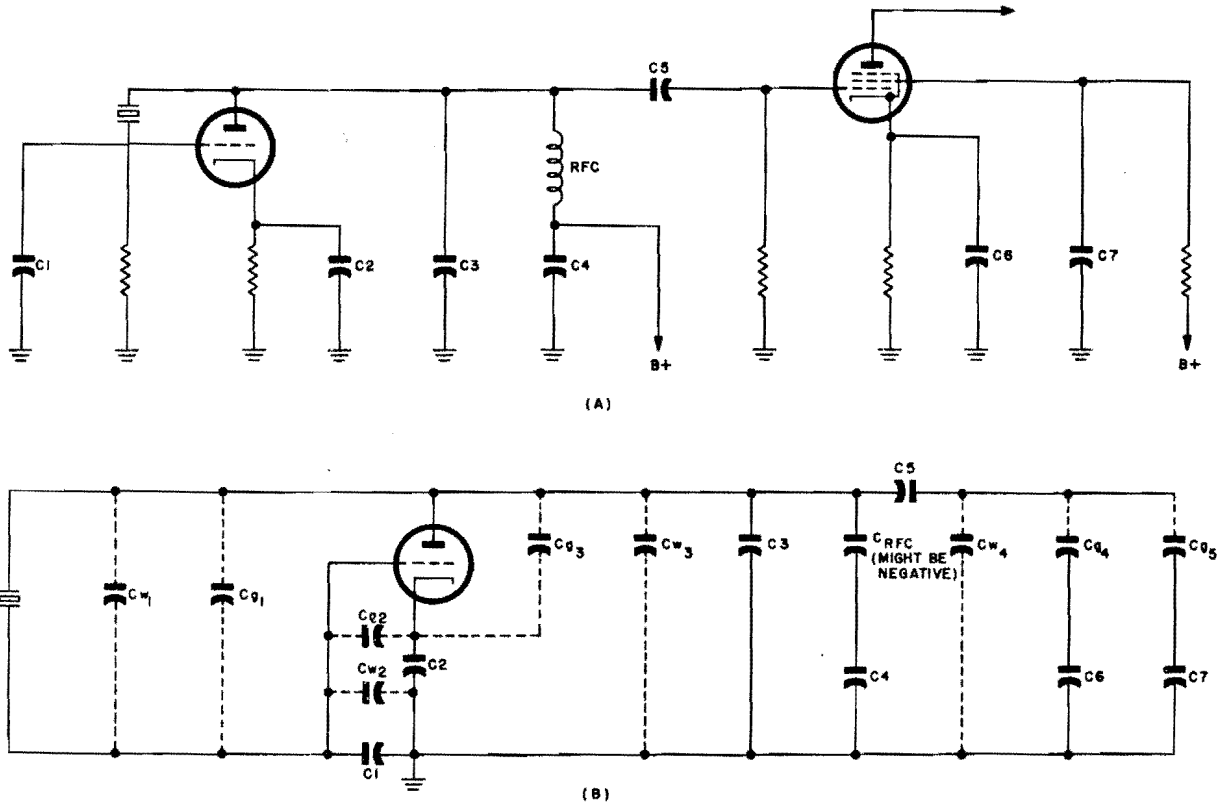 C5
RFC
C1
C2
C3
C4
C6
C7
B+
B+
(A)
C5
Cw1
Cg1
Cg3
Cw3
C3
CRFC
(MIGHT BE
NEGATIVE)
Cw4
Cg4
Cg5
Cg2
C2
Cw2
C4
C6
C7
C1
(B)